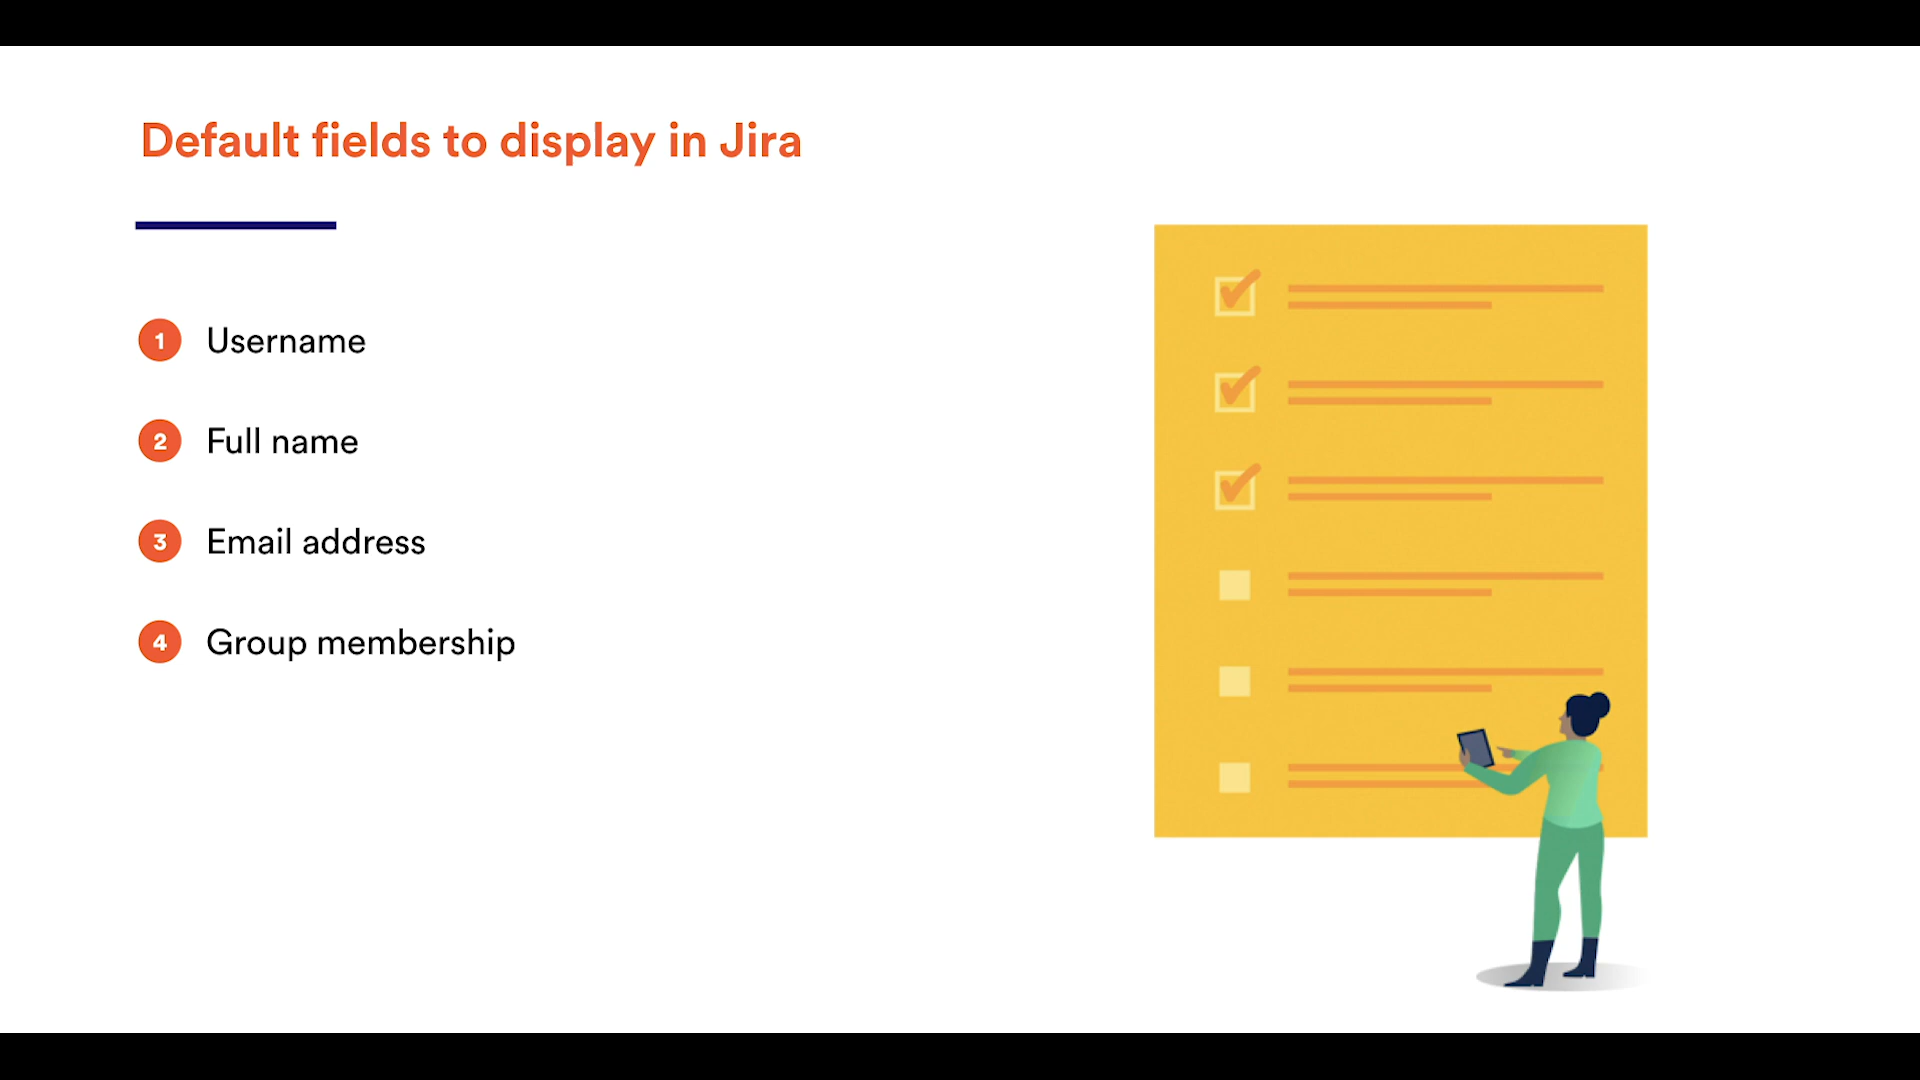 Default fields to display in Jira
1 Username
2 Full name
3 Email address
4 Group membership